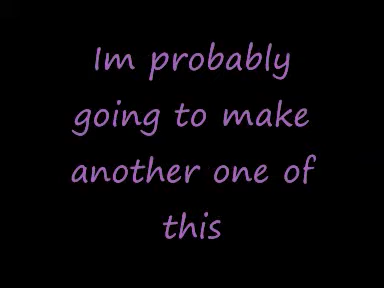 Im probably
going to make
another one of
this